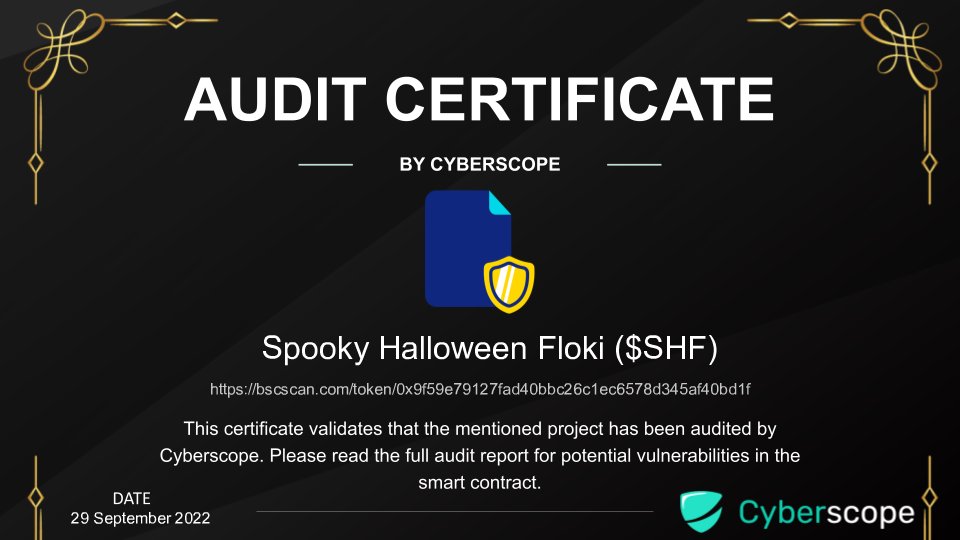 AUDIT CERTIFICATE
BY CYBERSCOPE
Spooky Halloween Floki ($SHF)
https://bscscan.com/token/0x9f59e79127fad40bbc26c1ec6578d345af40bd1f
This certificate validates that the mentioned project has been audited by
Cyberscope. Please read the full audit report for potential vulnerabilities in the
smart contract.
DATE
29 September 2022
Cyberscope